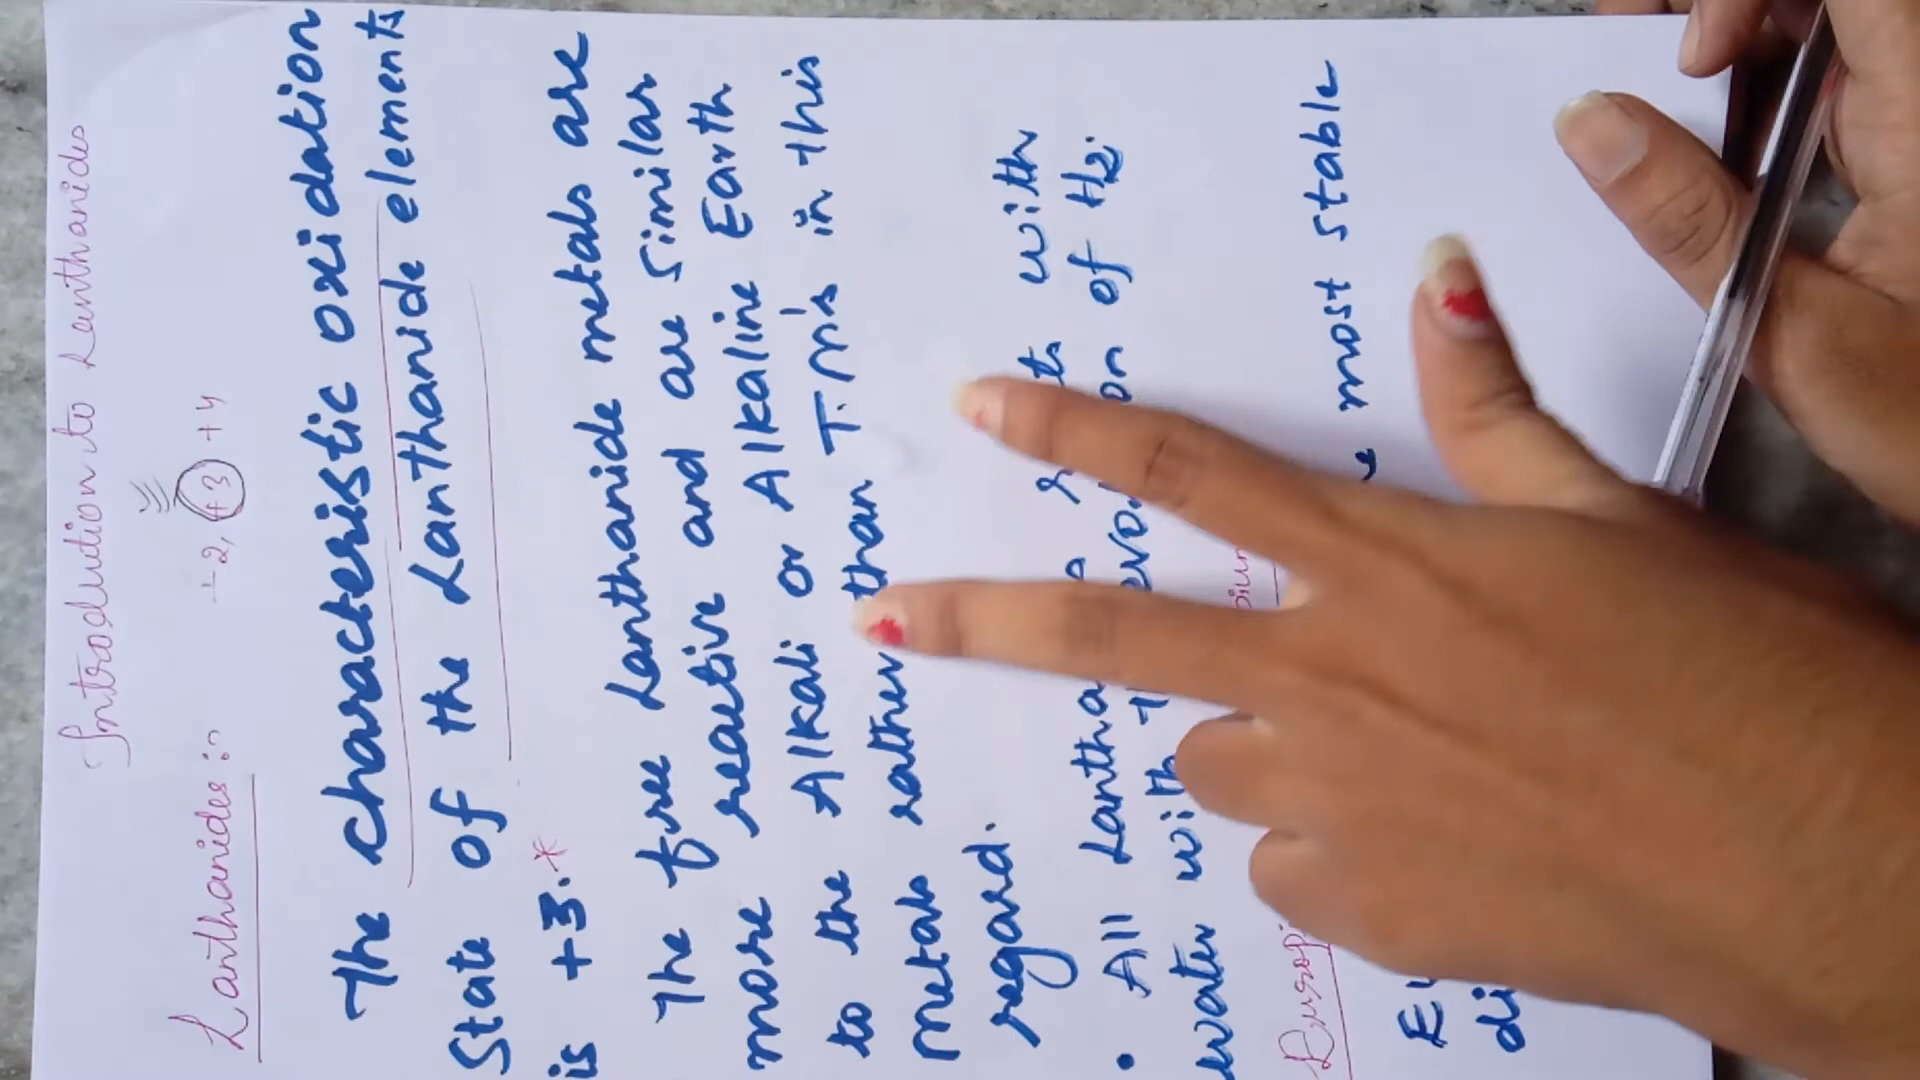 Introdution to Lanthanides
Lanthanides :-
+2, +3, +4
The characteristic oxidation
State of the Lanthanide elements
is +3. *
The free Lanthanide metals are
more reactive and are similar
to the Alkali or Alkaline Earth
metals rather than T.M's in this
regard.
• All with
water with of H2.
most stable